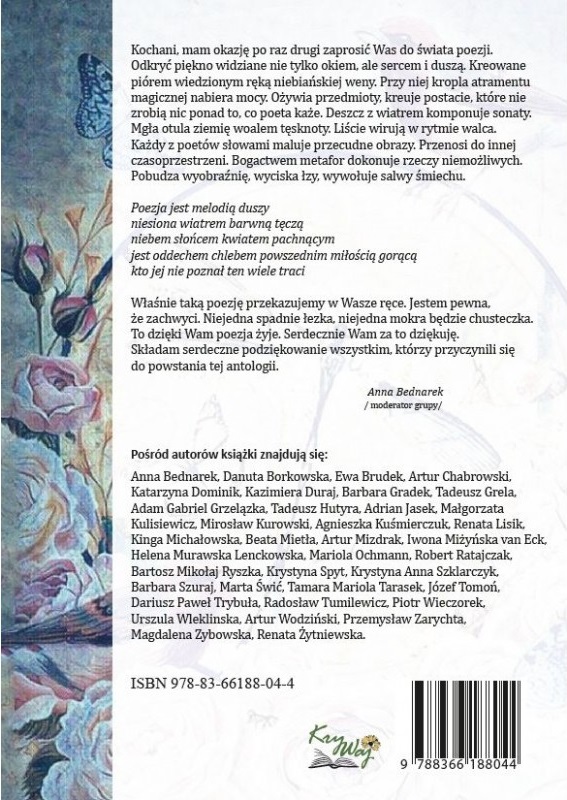 Kochani, mam okazję po raz drugi zaprosić Was do świata poezji.
Odkryć piękno widziane nie tylko okiem, ale sercem i duszą. Kreowane
piórem wiedzionym ręką niebiańskiej weny. Przy niej kropla atramentu
magicznej nabiera mocy. Ożywia przedmioty, kreuje postacie, które nie
zrobią nic ponad to, co poeta każe. Deszcz z wiatrem komponuje sonaty.
Mgła otula ziemię woalem tęsknoty. Liście wirują w rytmie walca.
Każdy z poetów słowami maluje przecudne obrazy. Przenosi do innej
czasoprzestrzeni. Bogactwem metafor dokonuje rzeczy niemożliwych.
Pobudza wyobraźnię, wyciska łzy, wywołuje salwy śmiechu.
Poezja jest melodią duszy
niesiona wiatrem barwną tęczą
niebem słońcem kwiatem pachnącym
jest oddechem chlebem powszednim miłością gorącą
kto jej nie poznał ten wiele traci
Właśnie taką poezję przekazujemy w Wasze ręce. Jestem pewna,
że zachwyci. Niejedna spadnie łezka, niejedna mokra będzie chusteczka.
To dzięki Wam poezja żyje. Serdecznie Wam za to dziękuję.
Składam serdeczne podziękowanie wszystkim, którzy przyczynili się
do powstania tej antologii.
Anna Bednarek
/ moderator grupy/
Pośród autorów książki znajdują się:
Anna Bednarek, Danuta Borkowska, Ewa Brudek, Artur Chabrowski,
Katarzyna Dominik, Kazimiera Duraj, Barbara Gradek, Tadeusz Grela,
Adam Gabriel Grzelązka, Tadeusz Hutyra, Adrian Jasek, Małgorzata
Kulisiewicz, Mirosław Kurowski, Agnieszka Kuśmierczuk, Renata Lisik,
Kinga Michałowska, Beata Mietła, Artur Mizdrak, Iwona Miżyńska van Eck,
Helena Murawska Lenckowska, Mariola Ochmann, Robert Ratajczak,
Bartosz Mikołaj Ryszka, Krystyna Spyt, Krystyna Anna Szklarczyk,
Barbara Szuraj, Marta Świć, Tamara Mariola Tarasek, Józef Tomoń,
Dariusz Paweł Trybuła, Radosław Tumilewicz, Piotr Wieczorek,
Urszula Wleklinska, Artur Wodziński, Przemysław Zarychta,
Magdalena Zybowska, Renata Żytniewska.
ISBN 978-83-66188-04-4
Kry Waj
9 788366 188044